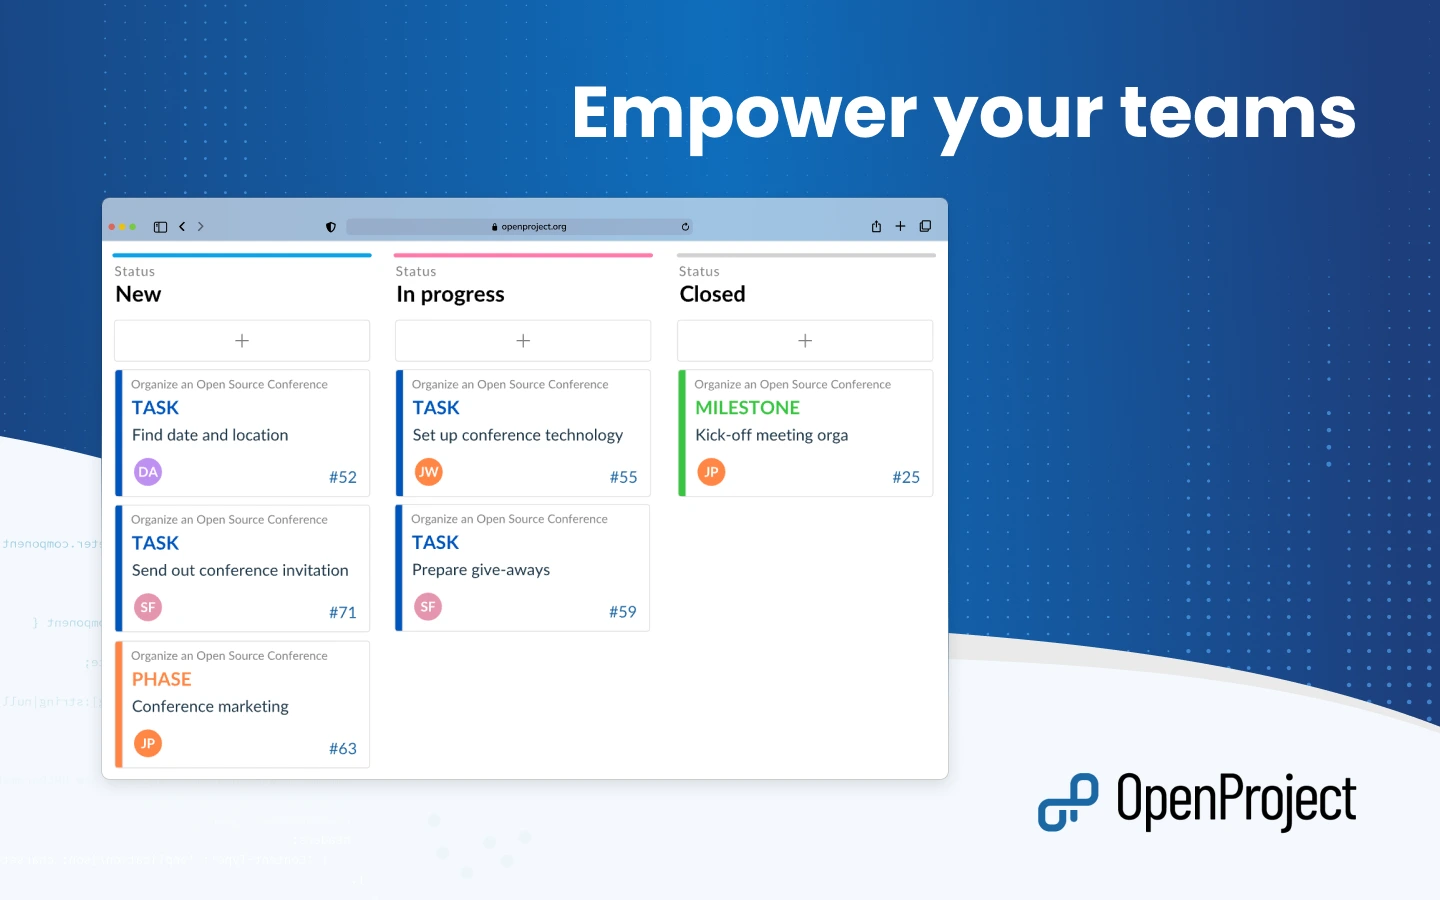 Empower your teams
openproject.org
Status
New
+
Organize an Open Source Conference
TASK
Find date and location
DA
#52
Organize an Open Source Conference
TASK
Send out conference invitation
SF
#71
Organize an Open Source Conference
PHASE
Conference marketing
JP
#63
Status
In progress
+
Organize an Open Source Conference
TASK
Set up conference technology
JW
#55
Organize an Open Source Conference
TASK
Prepare give-aways
SF
#59
Status
Closed
+
Organize an Open Source Conference
MILESTONE
Kick-off meeting orga
JP
#25
OpenProject